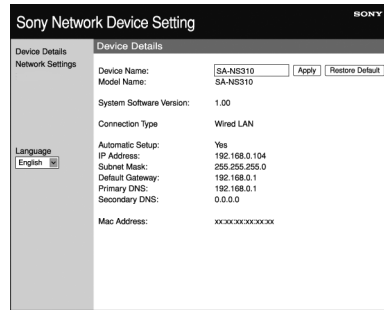 SONY
Sony Network Device Setting
Device Details
Network Settings
Language
English
Device Details
Device Name: SA-NS310 Apply Restore Default
Model Name: SA-NS310
System Software Version: 1.00
Connection Type Wired LAN
Automatic Setup: Yes
IP Address: 192.168.0.104
Subnet Mask: 255.255.255.0
Default Gateway: 192.168.0.1
Primary DNS: 192.168.0.1
Secondary DNS: 0.0.0.0
Mac Address: xx:xx:xx:xx:xx:xx